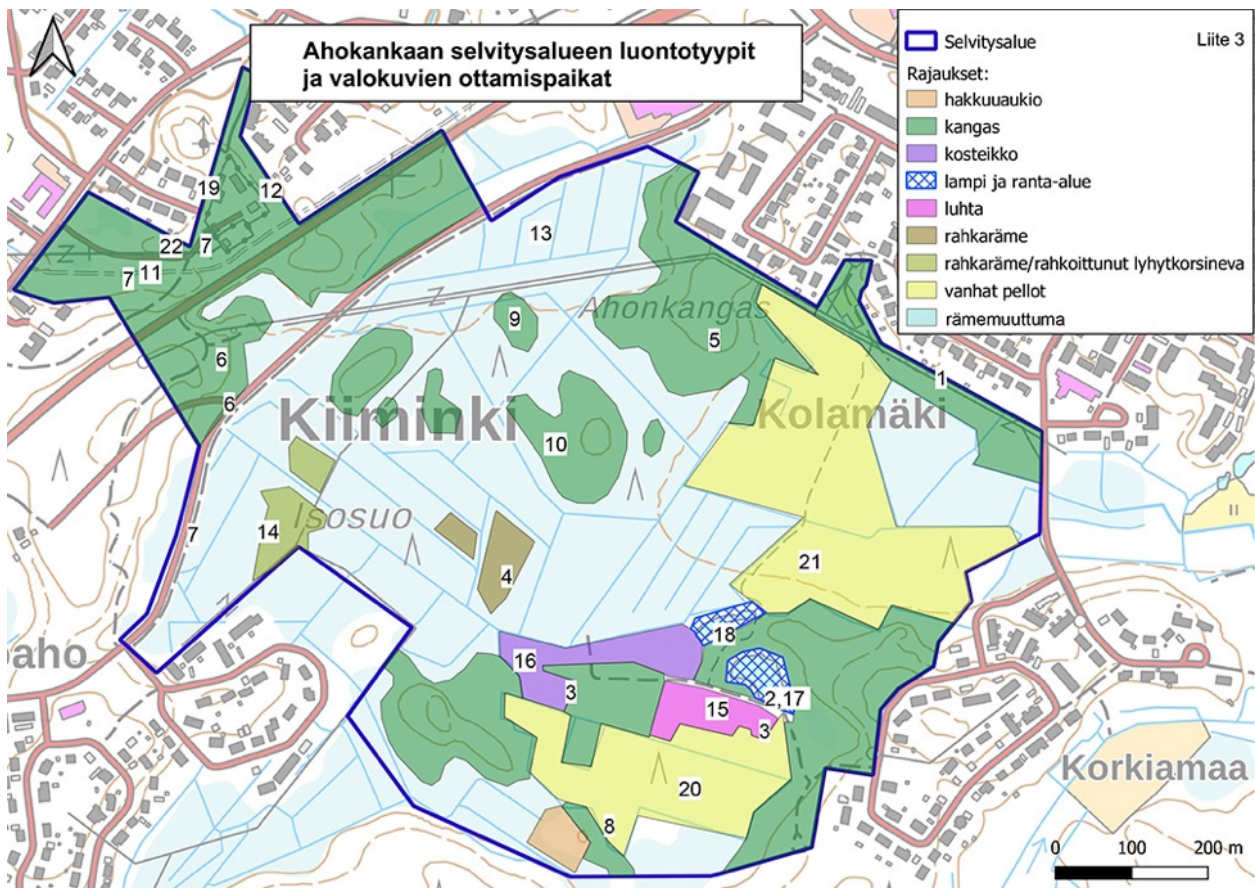 Ahokankaan selvitysalueen luontotyypit
ja valokuvien ottamispaikat
Selvitysalue
Liite 3
Rajaukset:
hakkuuaukio
kangas
kosteikko
lampi ja ranta-alue
luhta
rahkaräme
rahkaräme/rahkoittunut lyhytkorsineva
vanhat pellot
rämemuuttuma
19
12
22
7
7
11
13
9
Ahonkangas
5
6
6
1
Kiiminki
Kolamäki
10
7
14
Isosuo
4
21
18
paho
16
3
2,17
15
3
20
8
Korkiamaa
0
100
200 m